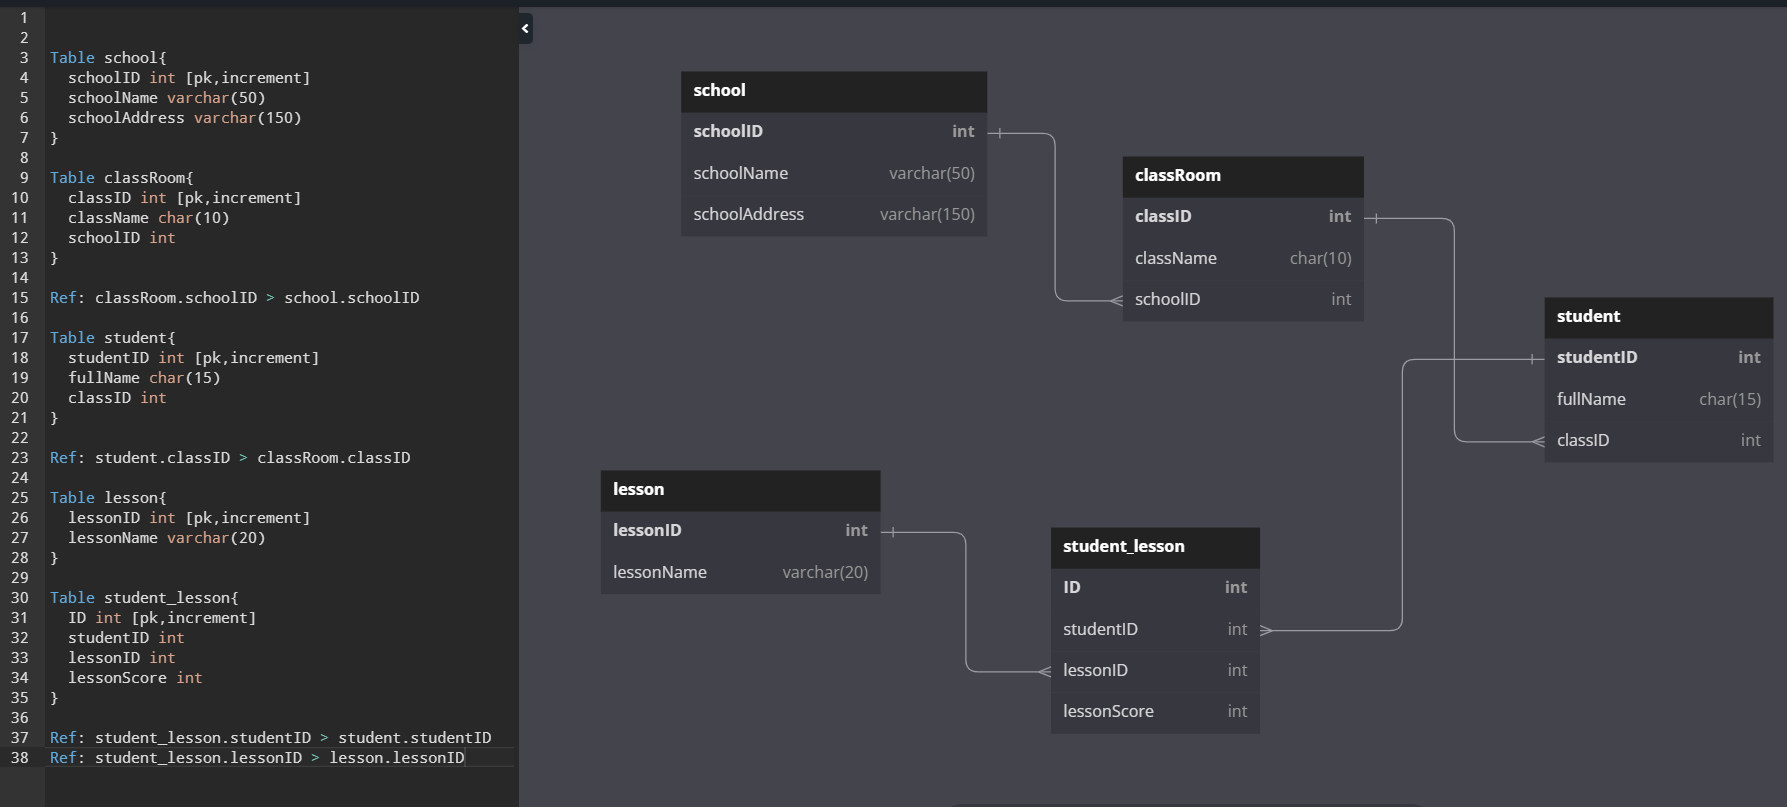 1
2
3 Table school{
4 schoolID int [pk,increment]
5 schoolName varchar(50)
6 schoolAddress varchar(150)
7 }
8
9 Table classRoom{
10 classID int [pk,increment]
11 className char(10)
12 schoolID int
13 }
14
15 Ref: classRoom.schoolID > school.schoolID
16
17 Table student{
18 studentID int [pk,increment]
19 fullName char(15)
20 classID int
21 }
22
23 Ref: student.classID > classRoom.classID
24
25 Table lesson{
26 lessonID int [pk,increment]
27 lessonName varchar(20)
28 }
29
30 Table student_lesson{
31 ID int [pk,increment]
32 studentID int
33 lessonID int
34 lessonScore int
35 }
36
37 Ref: student_lesson.studentID > student.studentID
38 Ref: student_lesson.lessonID > lesson.lessonID
school
schoolID int
schoolName varchar(50)
schoolAddress varchar(150)
classRoom
classID int
className char(10)
schoolID int
student
studentID int
fullName char(15)
classID int
lesson
lessonID int
lessonName varchar(20)
student_lesson
ID int
studentID int
lessonID int
lessonScore int